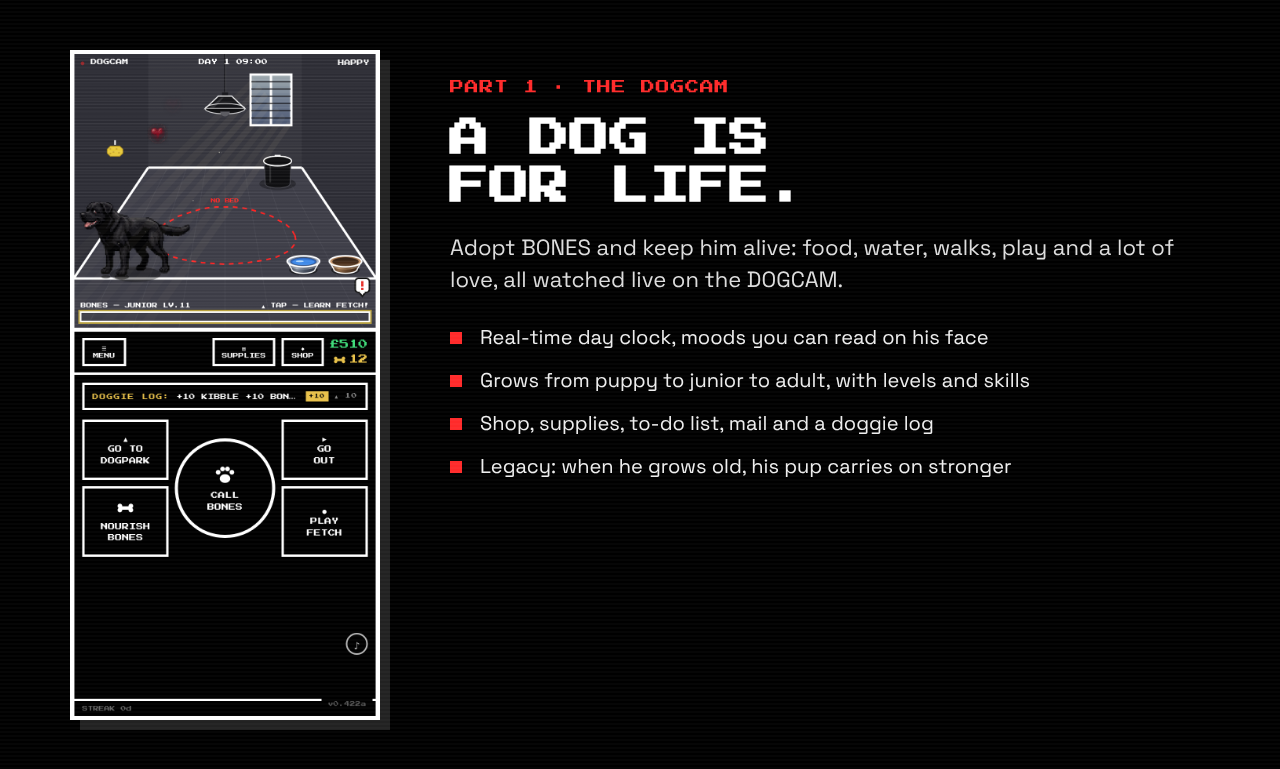 DOGCAM DAY 1 09:00 HAPPY
NO BED
BONES — JUNIOR LV.11 ▲ TAP — LEARN FETCH!
MENU SUPPLIES SHOP £510
12
DOGGIE LOG: +10 KIBBLE +10 BON… +10 ▲ 10
GO TO
DOGPARK
GO
OUT
CALL
BONES
NOURISH
BONES
PLAY
FETCH
STREAK 0d v0.422a
PART 1 · THE DOGCAM
A DOG IS
FOR LIFE.
Adopt BONES and keep him alive: food, water, walks, play and a lot of
love, all watched live on the DOGCAM.
Real-time day clock, moods you can read on his face
Grows from puppy to junior to adult, with levels and skills
Shop, supplies, to-do list, mail and a doggie log
Legacy: when he grows old, his pup carries on stronger